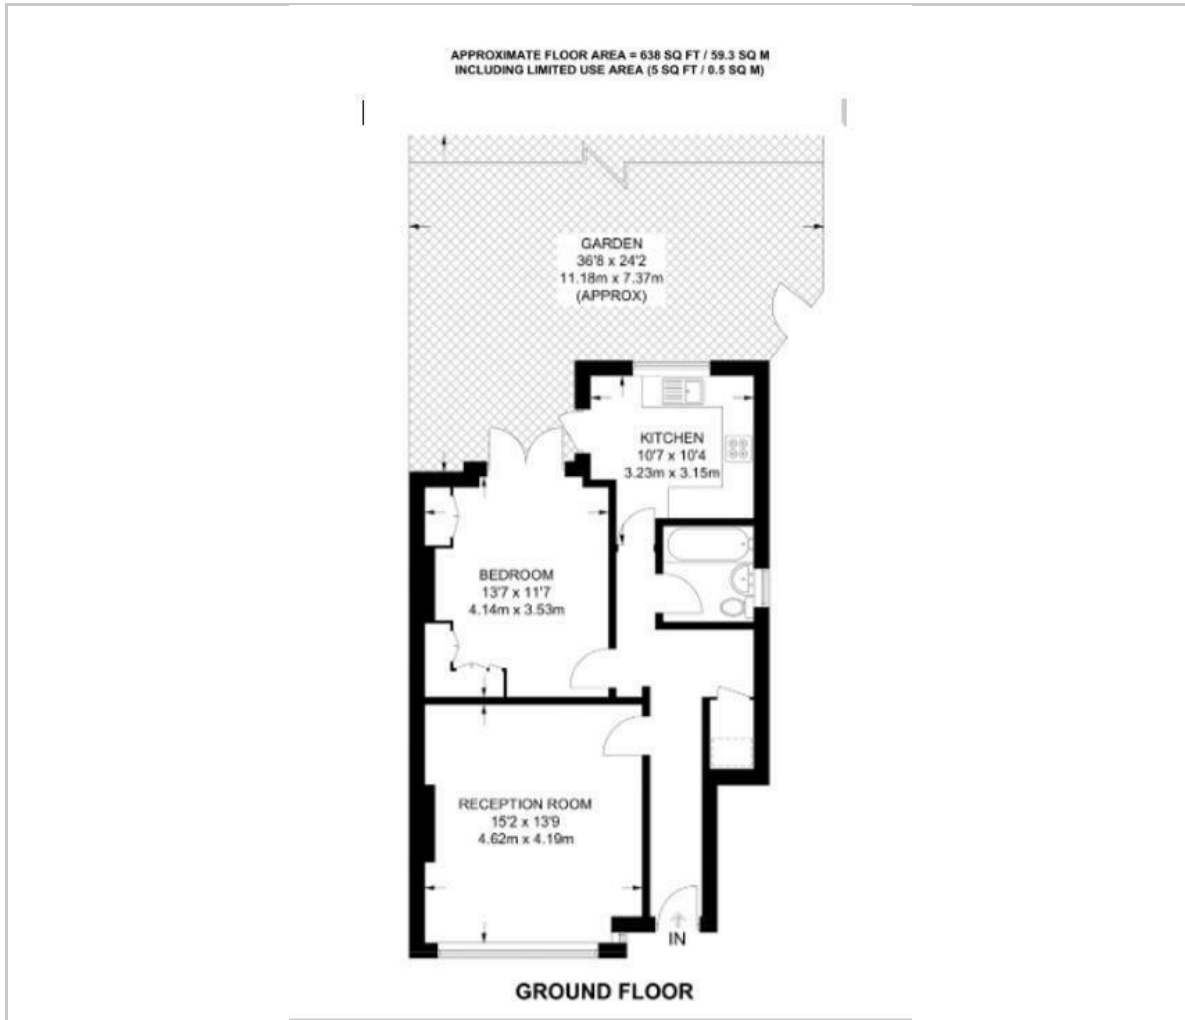 APPROXIMATE FLOOR AREA = 638 SQ FT / 59.3 SQ M
INCLUDING LIMITED USE AREA (5 SQ FT / 0.5 SQ M)
GARDEN
36'8 x 24'2
11.18m x 7.37m
(APPROX)
KITCHEN
10'7 x 10'4
3.23m x 3.15m
BEDROOM
13'7 x 11'7
4.14m x 3.53m
RECEPTION ROOM
15'2 x 13'9
4.62m x 4.19m
IN
GROUND FLOOR